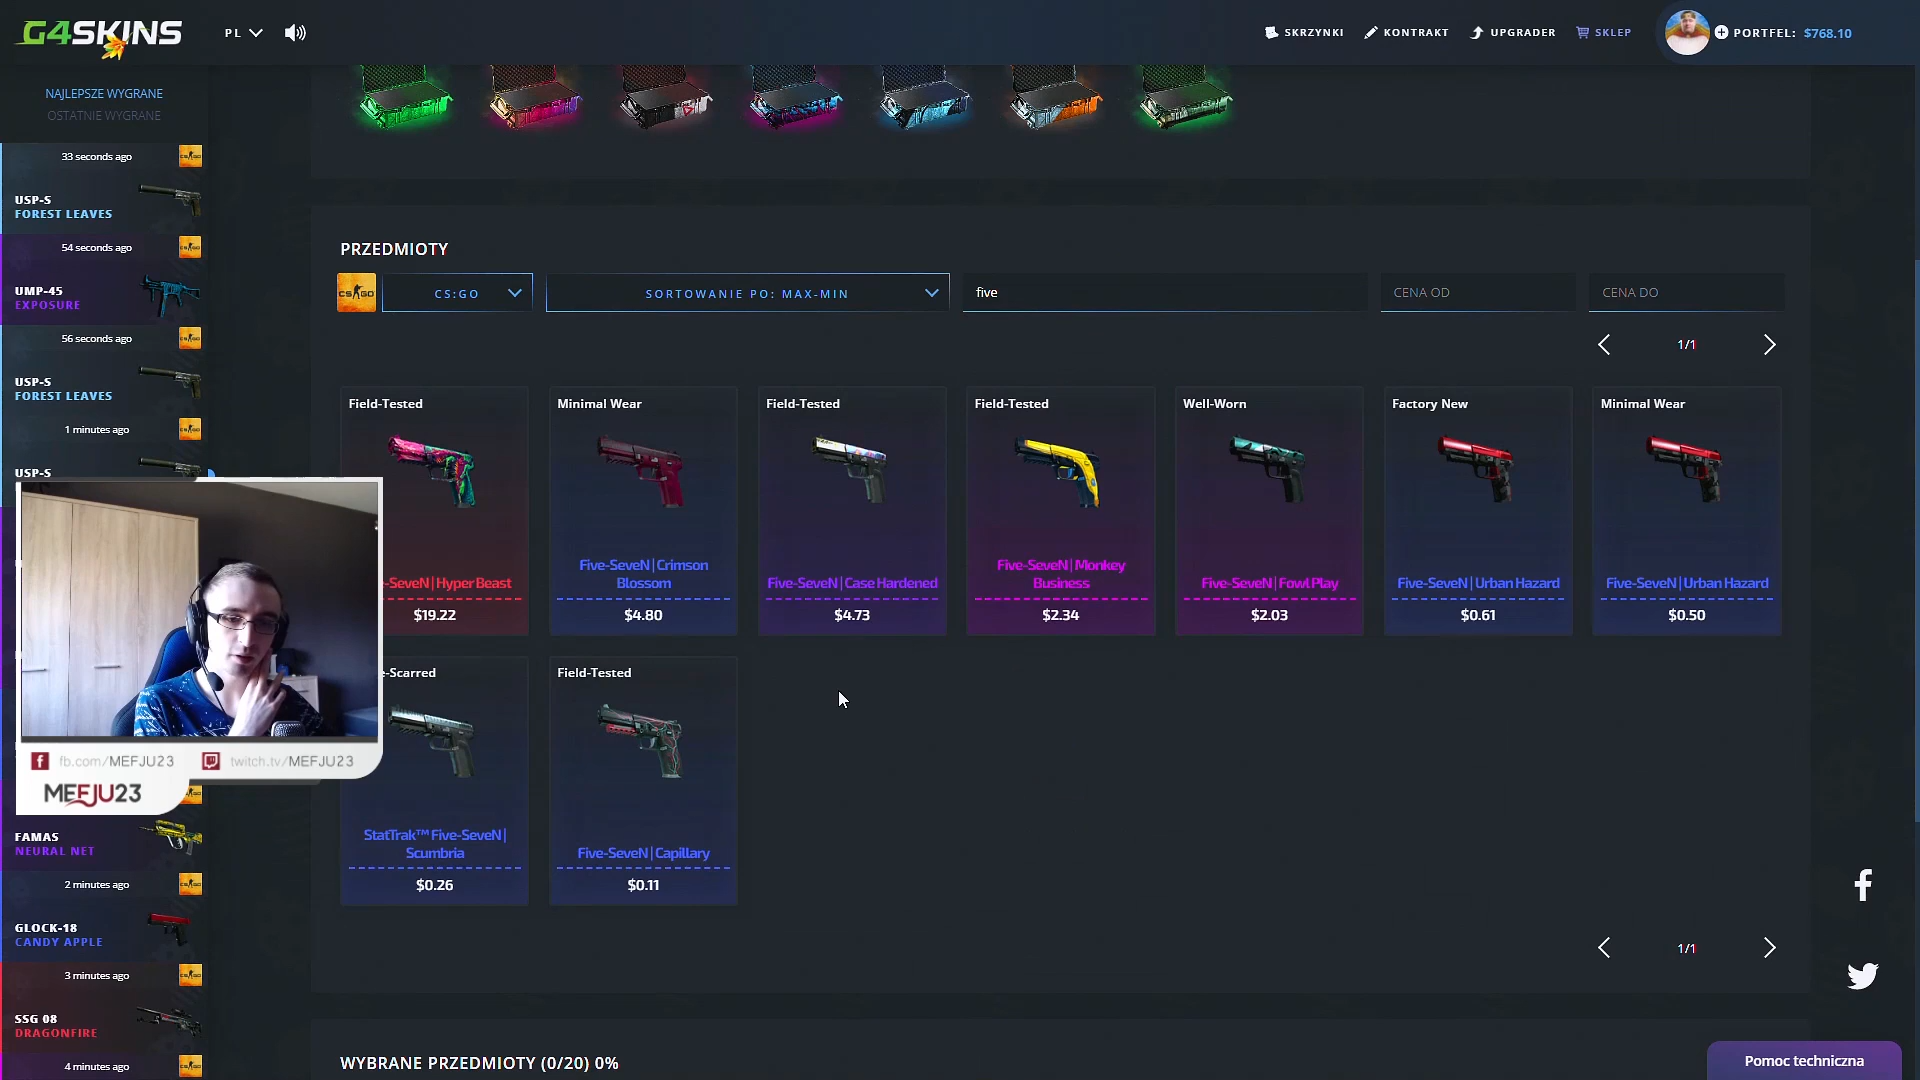 G4SKINS
PL
SKRZYNKI
KONTRAKT
UPGRADER
SKLEP
PORTFEL: $768.10
NAJLEPSZE WYGRANE
OSTATNIE WYGRANE
33 seconds ago
USP-S
FOREST LEAVES
54 seconds ago
UMP-45
EXPOSURE
56 seconds ago
USP-S
FOREST LEAVES
1 minutes ago
USP-S
fb.com/MEFJU23
twitch.tv/MEFJU23
MEFJU23
FAMAS
NEURAL NET
2 minutes ago
GLOCK-18
CANDY APPLE
3 minutes ago
SSG 08
DRAGONFIRE
4 minutes ago
PRZEDMIOTY
CS:GO
CS:GO
SORTOWANIE PO: MAX-MIN
five
CENA OD
CENA DO
1/1
Field-Tested
-SeveN | Hyper Beast
$19.22
Minimal Wear
Five-SeveN | Crimson
Blossom
$4.80
Field-Tested
Five-SeveN | Case Hardened
$4.73
Field-Tested
Five-SeveN | Monkey
Business
$2.34
Well-Worn
Five-SeveN | Fowl Play
$2.03
Factory New
Five-SeveN | Urban Hazard
$0.61
Minimal Wear
Five-SeveN | Urban Hazard
$0.50
e-Scarred
StatTrak™ Five-SeveN |
Scumbria
$0.26
Field-Tested
Five-SeveN | Capillary
$0.11
1/1
WYBRANE PRZEDMIOTY (0/20) 0%
Pomoc techniczna